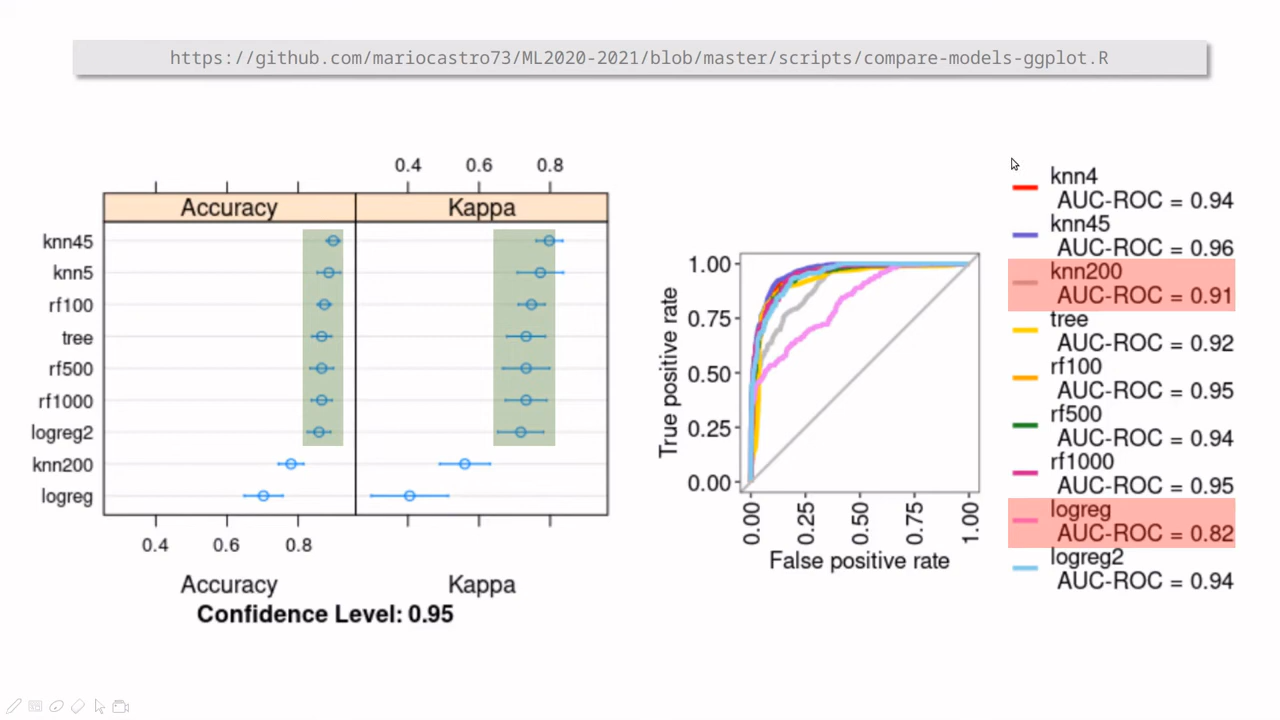 https://github.com/mariocastro73/ML2020-2021/blob/master/scripts/compare-models-ggplot.R
0.4 0.6 0.8
Accuracy Kappa
knn45
knn5
rf100
tree
rf500
rf1000
logreg2
knn200
logreg
0.4 0.6 0.8
Accuracy Kappa
Confidence Level: 0.95
True positive rate
1.00
0.75
0.50
0.25
0.00
0.00 0.25 0.50 0.75 1.00
False positive rate
knn4
AUC-ROC = 0.94
knn45
AUC-ROC = 0.96
knn200
AUC-ROC = 0.91
tree
AUC-ROC = 0.92
rf100
AUC-ROC = 0.95
rf500
AUC-ROC = 0.94
rf1000
AUC-ROC = 0.95
logreg
AUC-ROC = 0.82
logreg2
AUC-ROC = 0.94